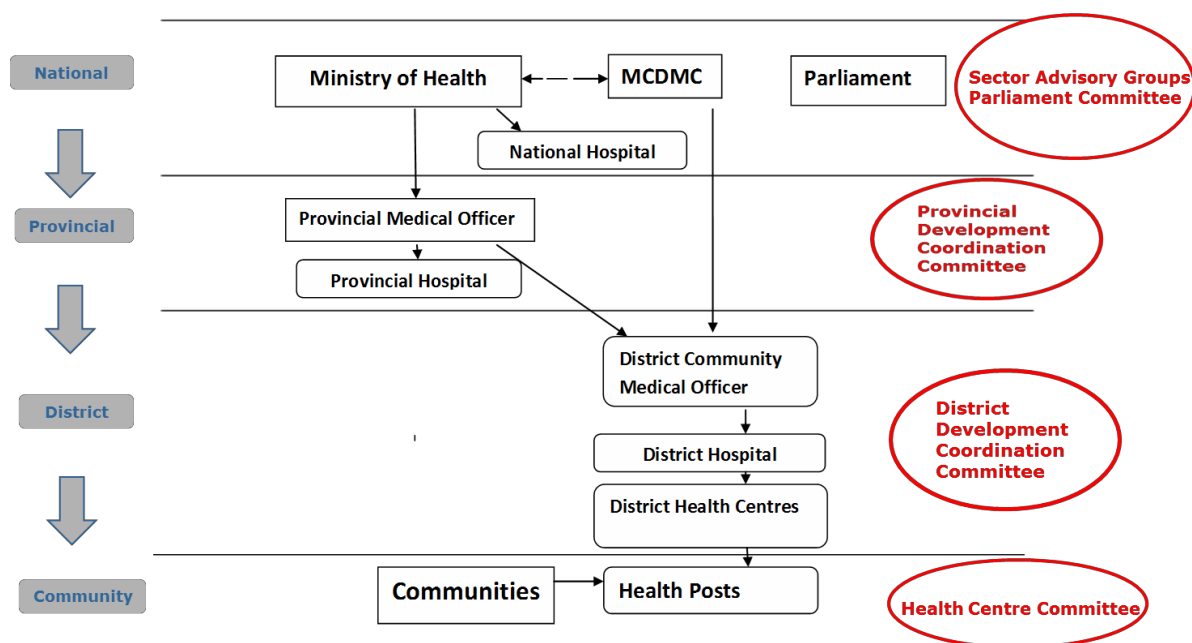 National
Ministry of Health
MCDMC
Parliament
Sector Advisory Groups
Parliament Committee
National Hospital
Provincial
Provincial Medical Officer
Provincial Hospital
Provincial
Development
Coordination
Committee
District
District Community
Medical Officer
District Hospital
District Health Centres
District
Development
Coordination
Committee
Community
Communities
Health Posts
Health Centre Committee